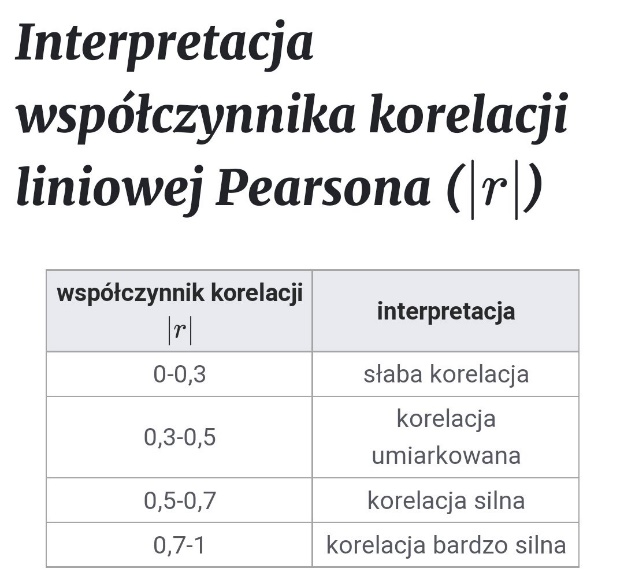 Interpretacja
współczynnika korelacji
liniowej Pearsona (|r|)
współczynnik korelacji
|r|
interpretacja
0-0,3
słaba korelacja
0,3-0,5
korelacja
umiarkowana
0,5-0,7
korelacja silna
0,7-1
korelacja bardzo silna